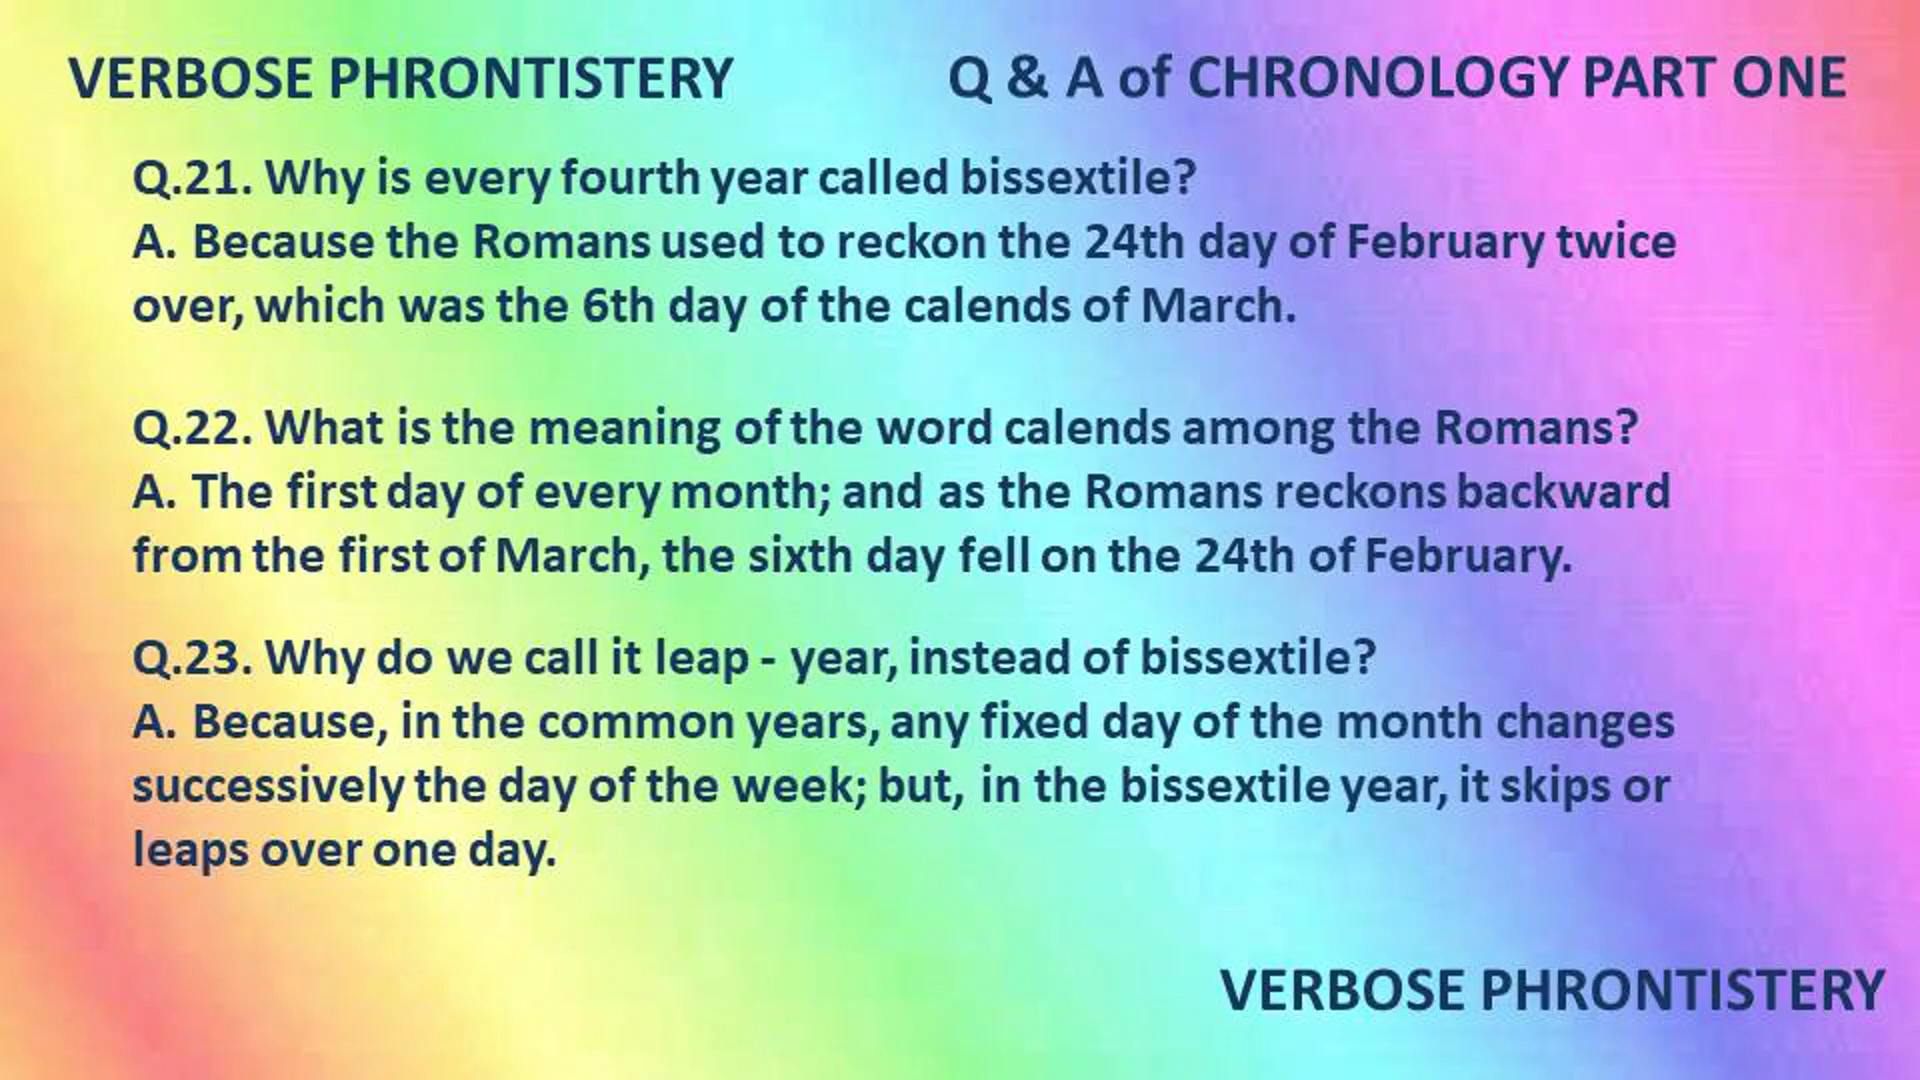 VERBOSE PHRONTISTERY Q & A of CHRONOLOGY PART ONE
Q.21. Why is every fourth year called bissextile?
A. Because the Romans used to reckon the 24th day of February twice
over, which was the 6th day of the calends of March.
Q.22. What is the meaning of the word calends among the Romans?
A. The first day of every month; and as the Romans reckons backward
from the first of March, the sixth day fell on the 24th of February.
Q.23. Why do we call it leap - year, instead of bissextile?
A. Because, in the common years, any fixed day of the month changes
successively the day of the week; but, in the bissextile year, it skips or
leaps over one day.
VERBOSE PHRONTISTERY